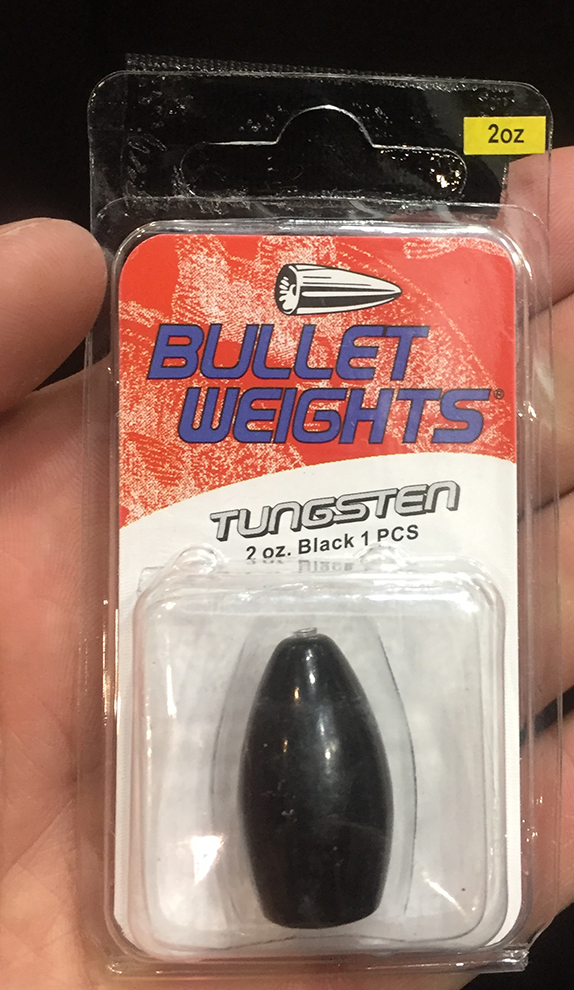 2oz
BULLET
WEIGHTS®
TUNGSTEN
2 oz. Black 1 PCS